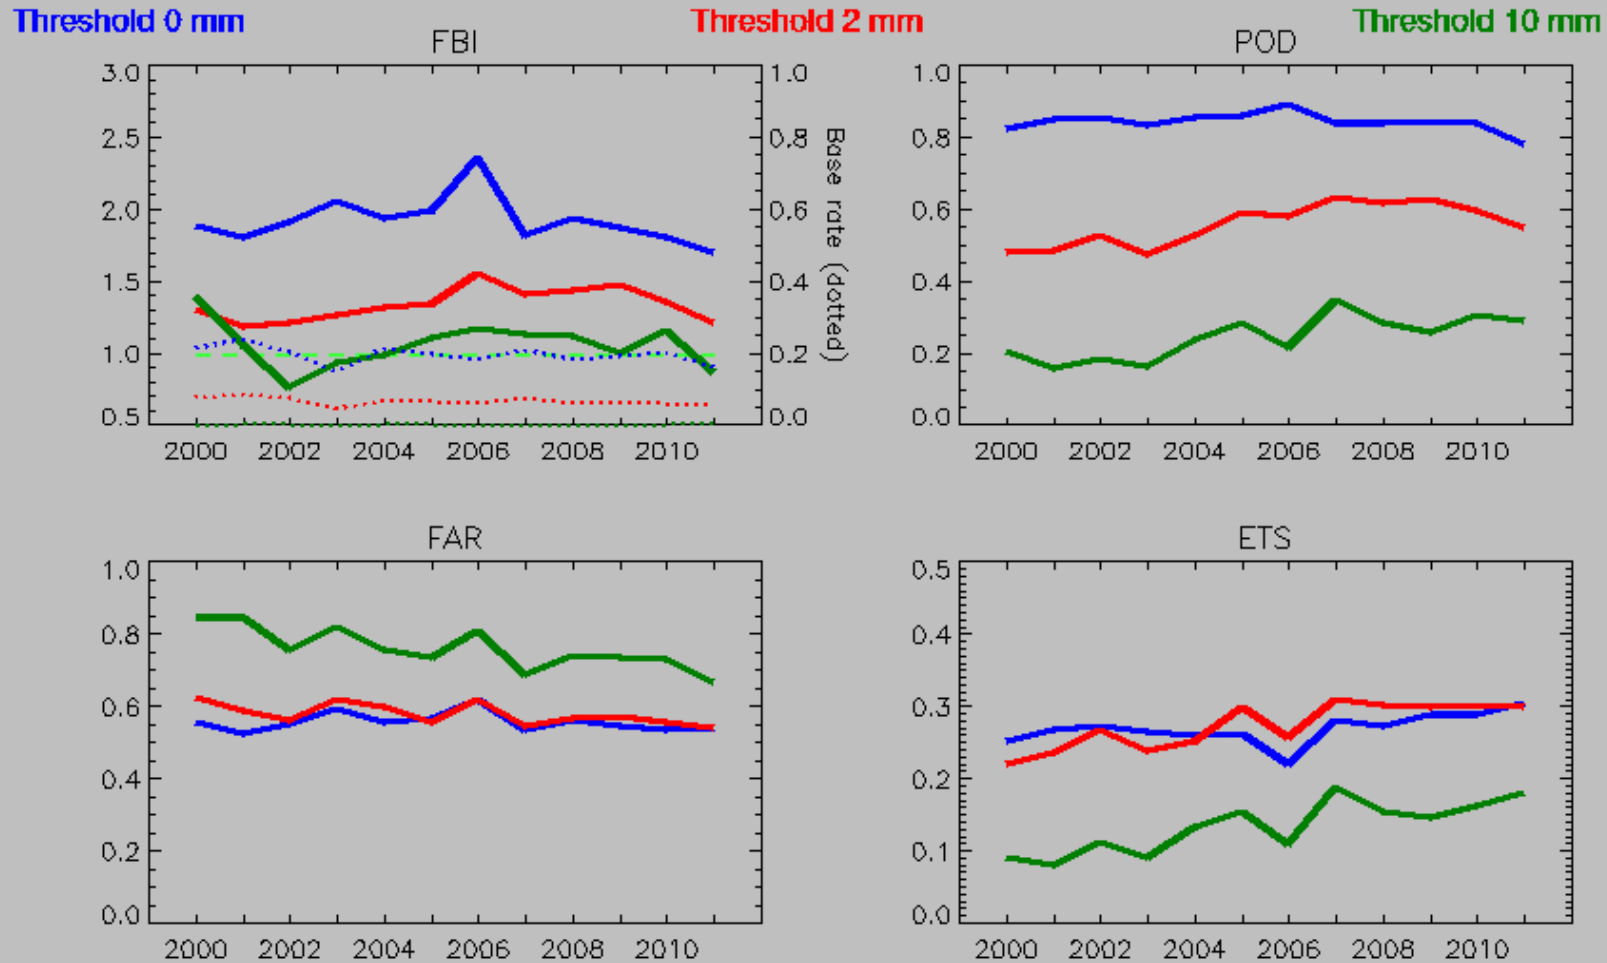 Threshold 0 mm Threshold 2 mm Threshold 10 mm
FBI POD
3.0 1.0 1.0
2.5 0.8 0.8
2.0 0.6 0.6
1.5 0.4 0.4
1.0 0.2 0.2
0.5 0.0 0.0
Base rate (dotted)
2000 2002 2004 2006 2008 2010 2000 2002 2004 2006 2008 2010
FAR ETS
1.0 0.5
0.8 0.4
0.6 0.3
0.4 0.2
0.2 0.1
0.0 0.0
2000 2002 2004 2006 2008 2010 2000 2002 2004 2006 2008 2010